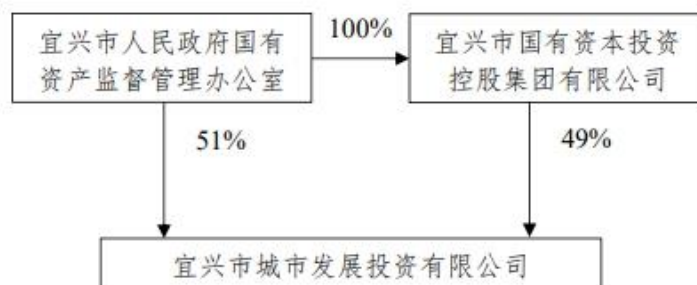 宜兴市人民政府国有
资产监督管理办公室
100%
宜兴市国有资本投资
控股集团有限公司
51%
49%
宜兴市城市发展投资有限公司